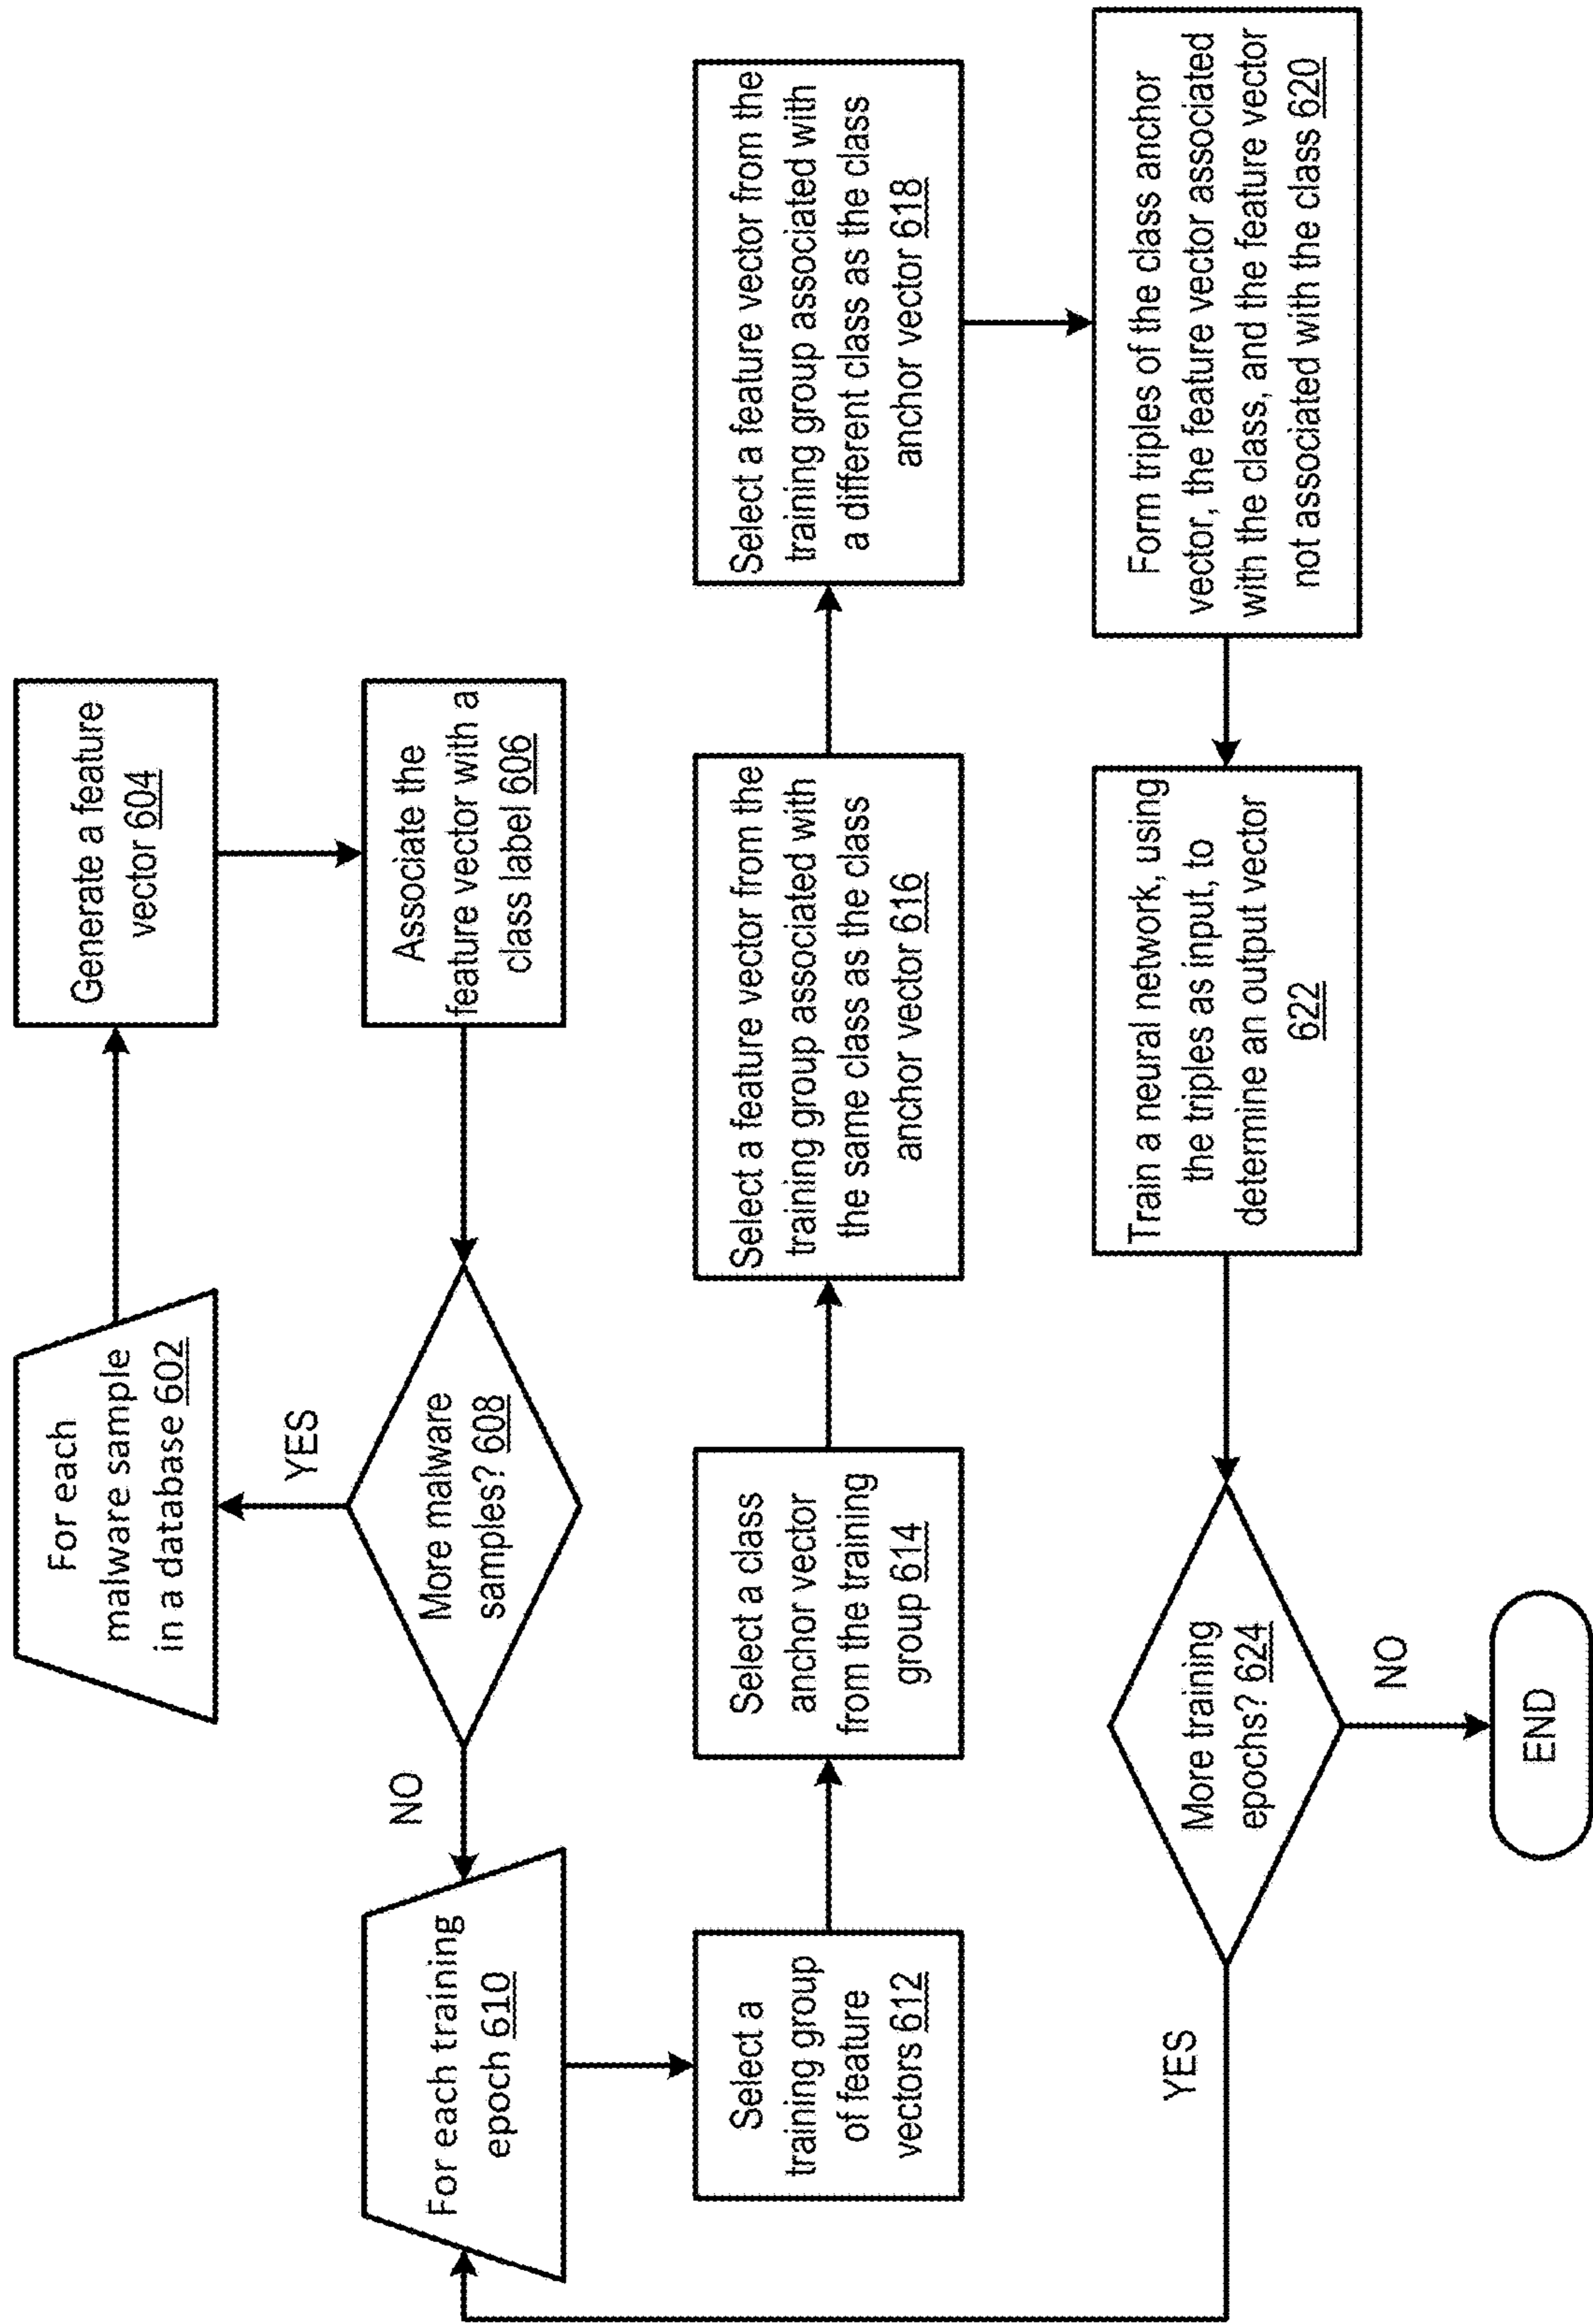 For each
malware sample
in a database 602
Generate a feature
vector 604
Associate the
feature vector with a
class label 606
More malware
samples? 608
YES
NO
For each training
epoch 610
Select a
training group
of feature
vectors 612
Select a class
anchor vector
from the training
group 614
Select a feature vector from the
training group associated with
the same class as the class
anchor vector 616
Select a feature vector from the
training group associated with
a different class as the class
anchor vector 618
Form triples of the class anchor
vector, the feature vector associated
with the class, and the feature vector
not associated with the class 620
Train a neural network, using
the triples as input, to
determine an output vector
622
More training
epochs? 624
YES
NO
END